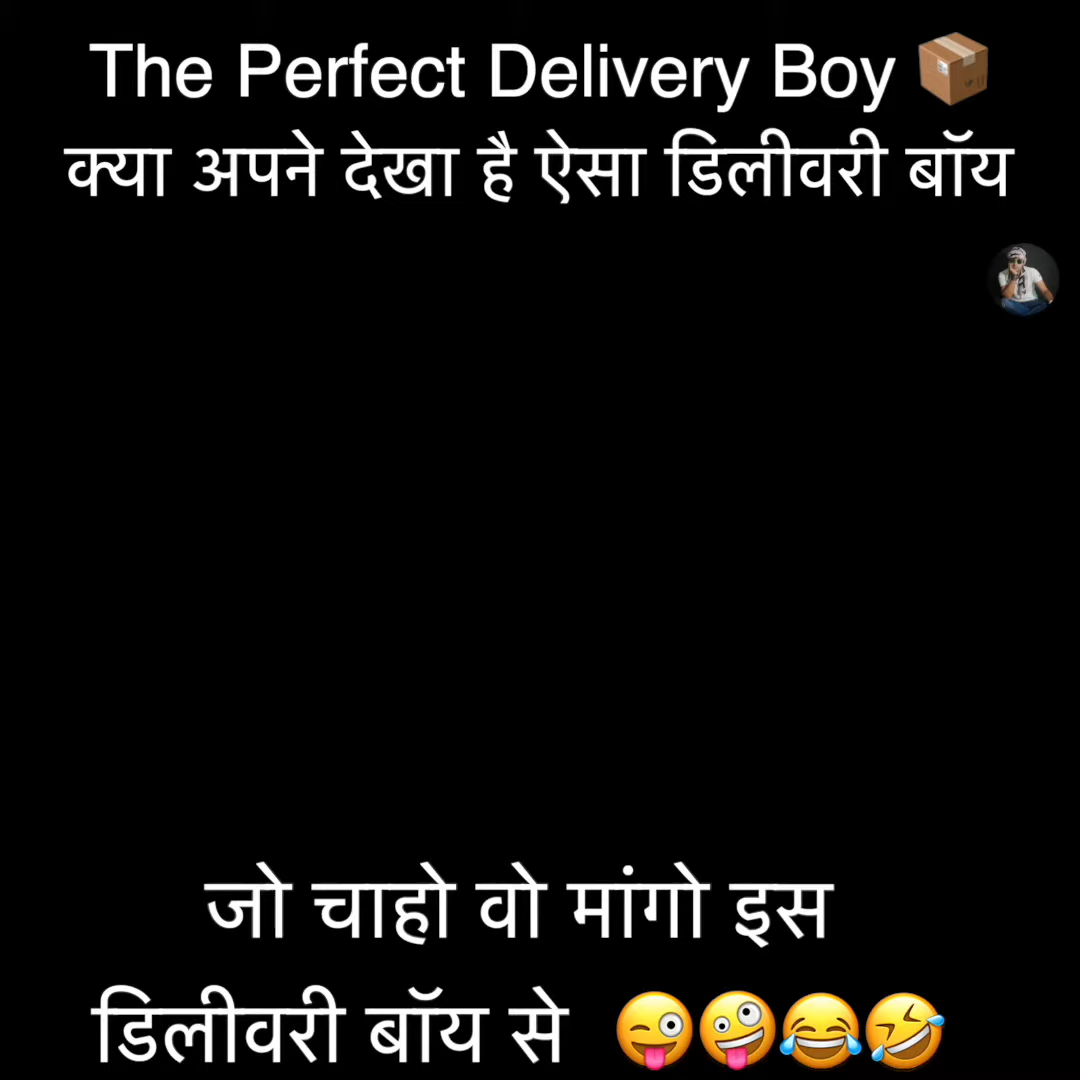 The Perfect Delivery Boy 📦
क्या अपने देखा है ऐसा डिलीवरी बॉय
जो चाहो वो मांगो इस
डिलीवरी बॉय से 😜🤪😂🤣